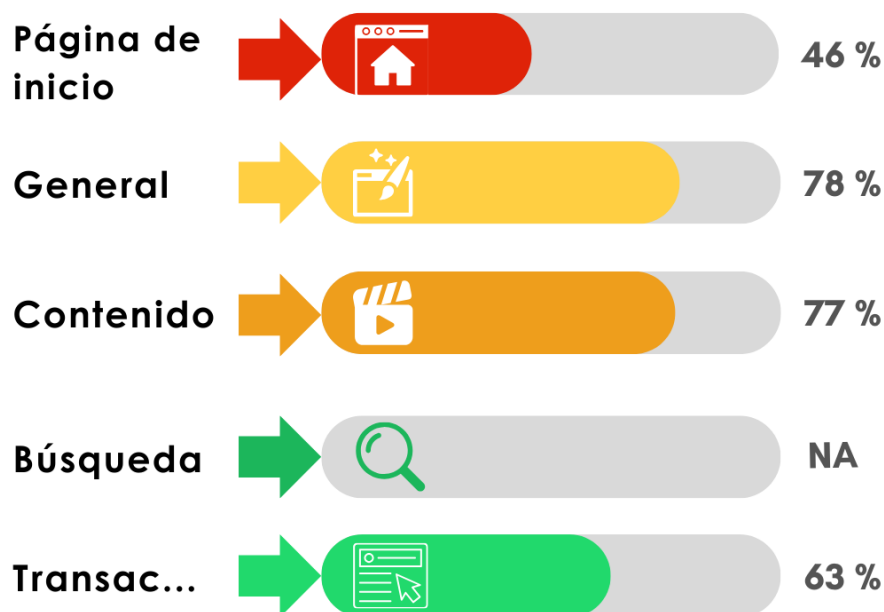 Página de
inicio
46 %
General
78 %
Contenido
77 %
Búsqueda
NA
Transac...
63 %